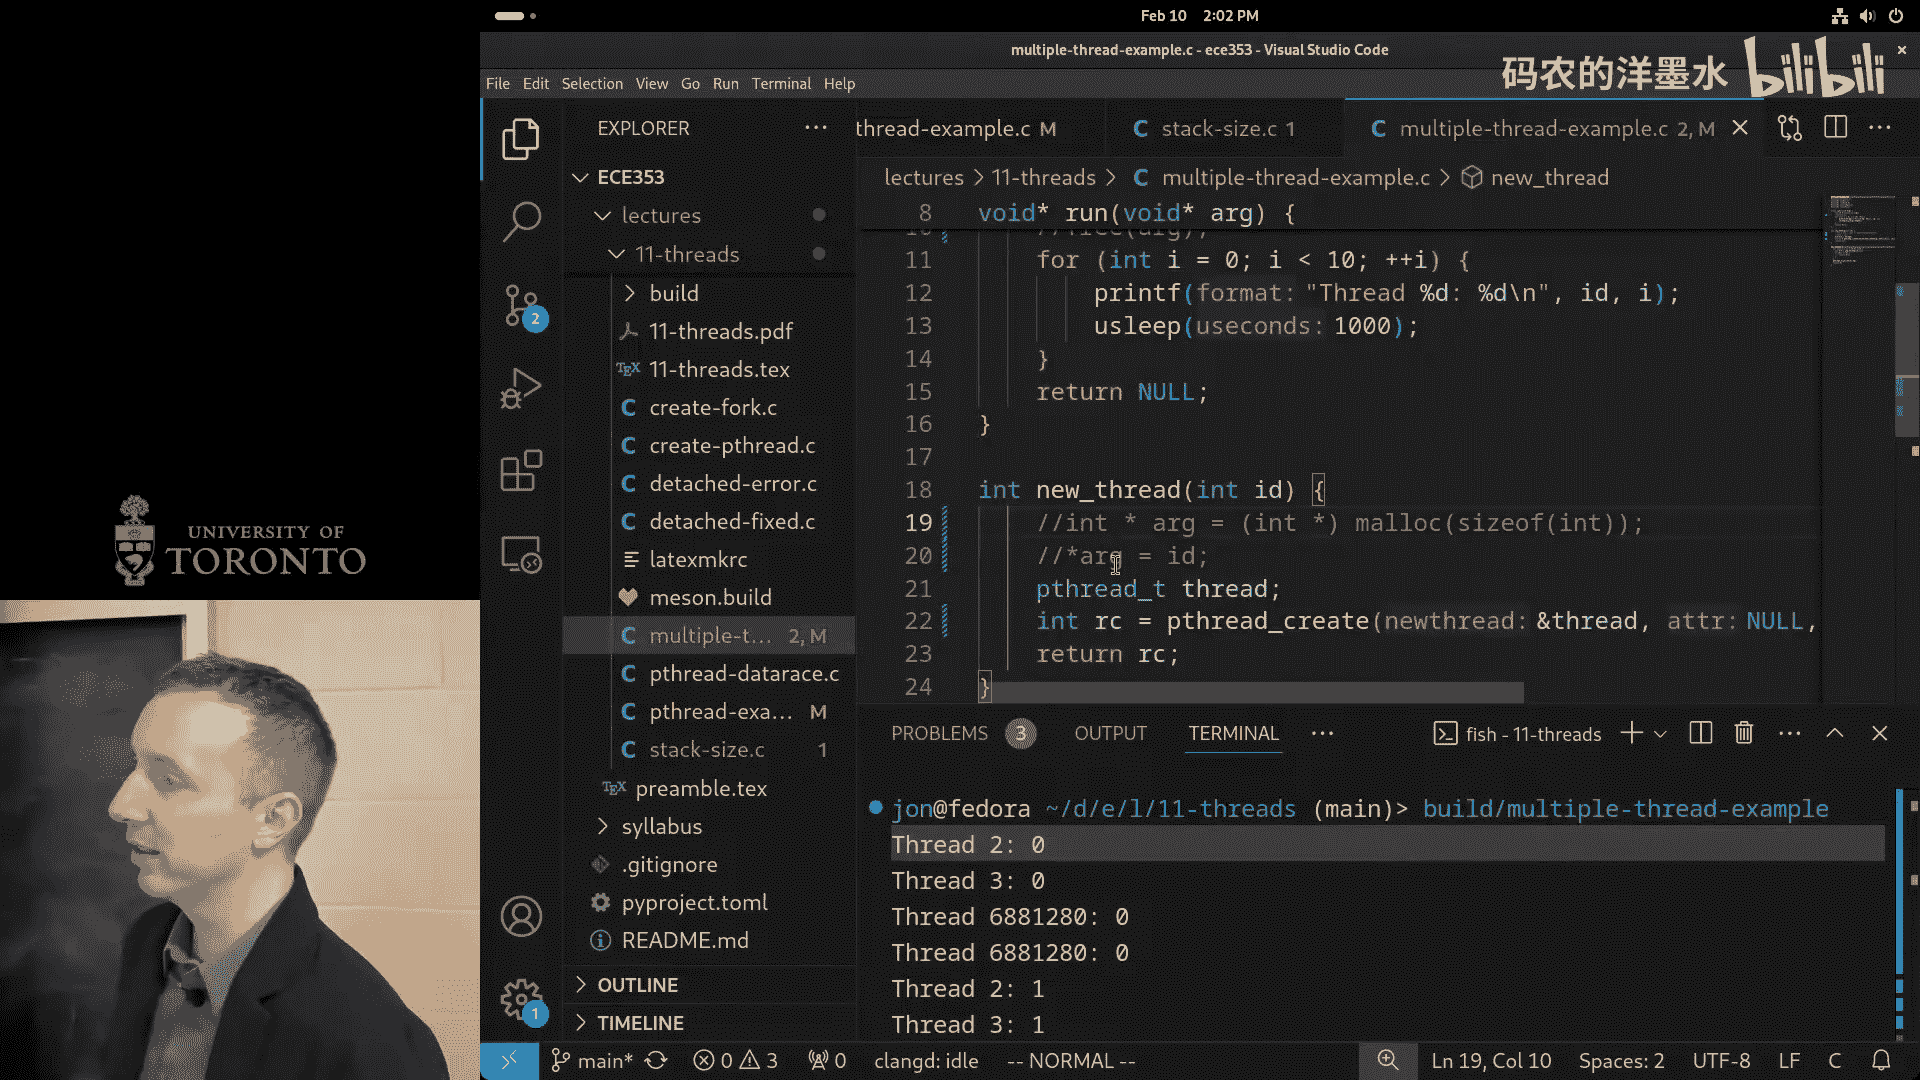 Feb 10 2:02 PM
multiple-thread-example.c - ece353 - Visual Studio Code
码农的洋墨水 bilibili
File Edit Selection View Go Run Terminal Help
EXPLORER
thread-example.c M
stack-size.c 1
multiple-thread-example.c 2, M
lectures > 11-threads > C multiple-thread-example.c > new_thread
ECE353
lectures
11-threads
build
11-threads.pdf
11-threads.tex
create-fork.c
create-pthread.c
detached-error.c
detached-fixed.c
latexmkrc
meson.build
multiple-t... 2, M
pthread-datarace.c
pthread-exa... M
stack-size.c 1
preamble.tex
syllabus
.gitignore
pyproject.toml
README.md
OUTLINE
TIMELINE
2
1
8 void* run(void* arg) {
11 for (int i = 0; i < 10; ++i) {
12 printf(format: "Thread %d: %d\n", id, i);
13 usleep(useconds: 1000);
14 }
15 return NULL;
16 }
17
18 int new_thread(int id) {
19 //int * arg = (int *) malloc(sizeof(int));
20 //*arg = id;
21 pthread_t thread;
22 int rc = pthread_create(newthread: &thread, attr: NULL,
23 return rc;
24 }
PROBLEMS 3 OUTPUT TERMINAL
fish - 11-threads
jon@fedora ~/d/e/l/11-threads (main)> build/multiple-thread-example
Thread 2: 0
Thread 3: 0
Thread 6881280: 0
Thread 6881280: 0
Thread 2: 1
Thread 3: 1
main* 0 3 0 clangd: idle -- NORMAL -- Ln 19, Col 10 Spaces: 2 UTF-8 LF C
UNIVERSITY OF
TORONTO